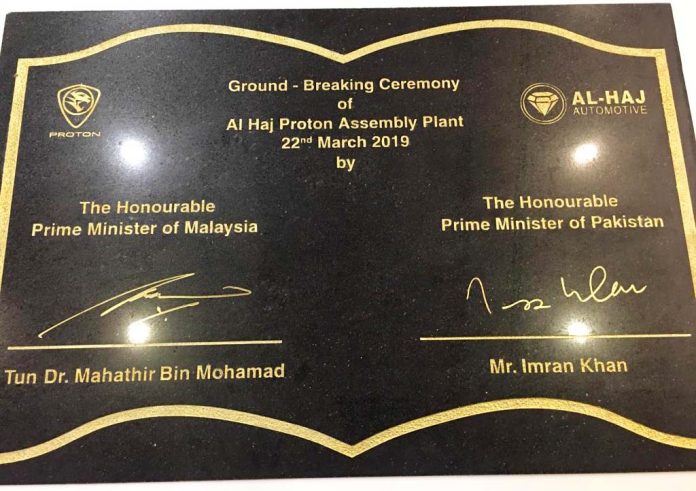 PROTON
Ground - Breaking Ceremony
of
Al Haj Proton Assembly Plant
22nd March 2019
by
AL-HAJ
AUTOMOTIVE
The Honourable
Prime Minister of Malaysia
Tun Dr. Mahathir Bin Mohamad
The Honourable
Prime Minister of Pakistan
Mr. Imran Khan